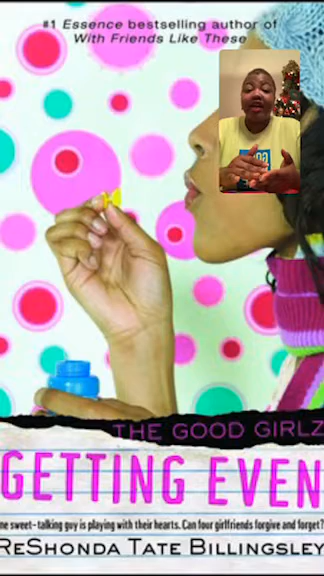 #1 Essence bestselling author of
With Friends Like These
THE GOOD GIRLZ
GETTING EVEN
ne sweet-talking guy is playing with their hearts. Can four girlfriends forgive and forget?
RESHONDA TATE BILLINGSLEY